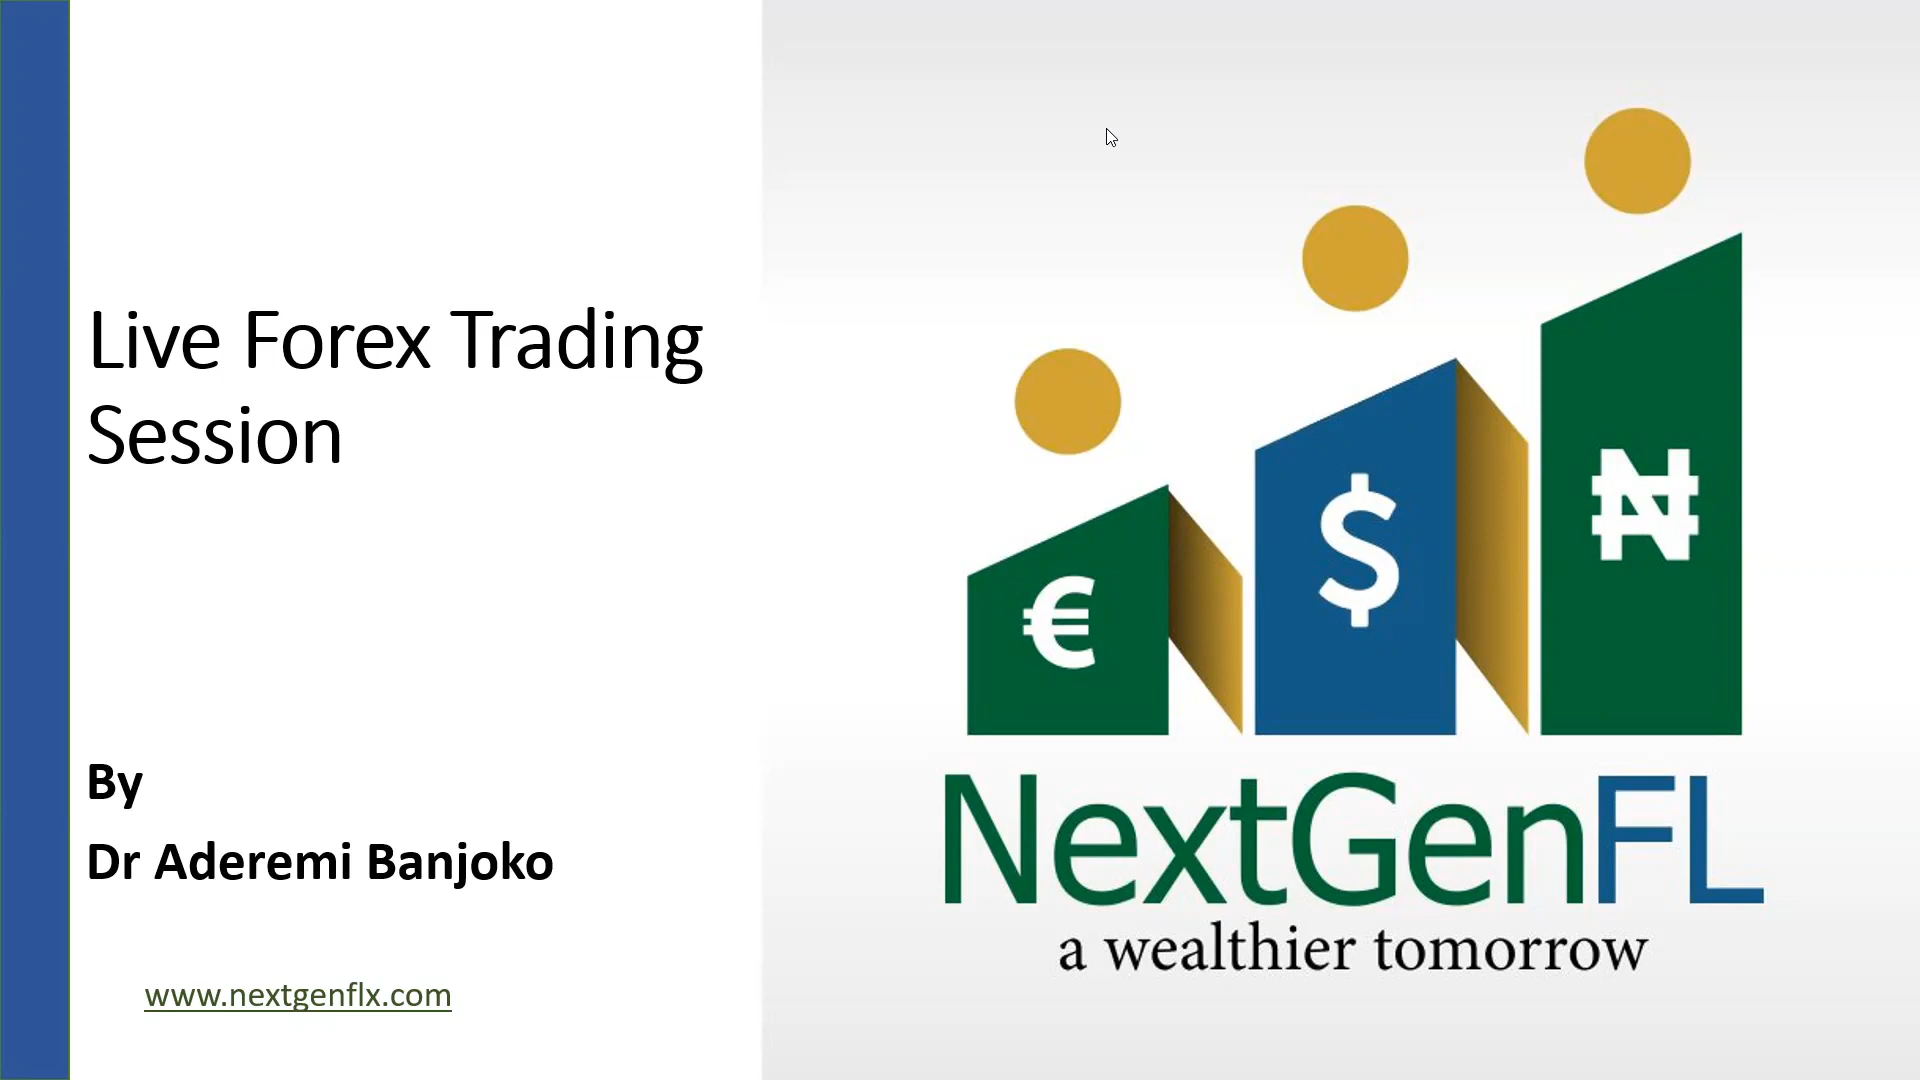 Live Forex Trading
Session
By
Dr Aderemi Banjoko
www.nextgenflx.com
€
$
₦
NextGenFL
a wealthier tomorrow